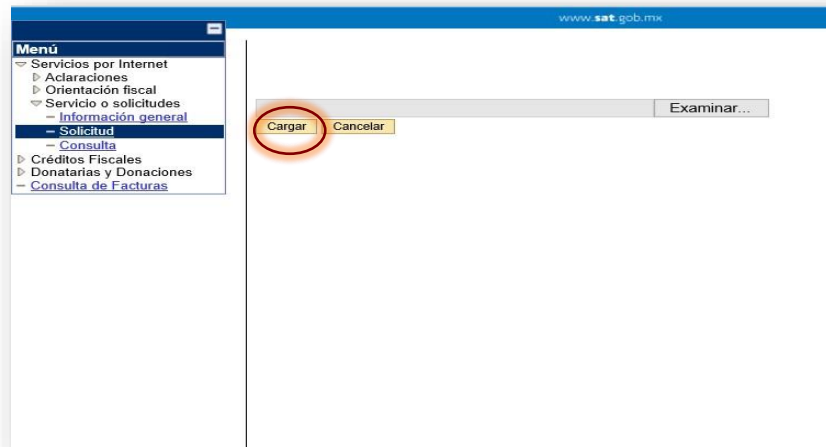 www.sat.gob.mx
Menú
Servicios por Internet
Aclaraciones
Orientación fiscal
Servicio o solicitudes
Información general
Solicitud
Consulta
Créditos Fiscales
Donatarias y Donaciones
Consulta de Facturas
Examinar...
Cargar Cancelar